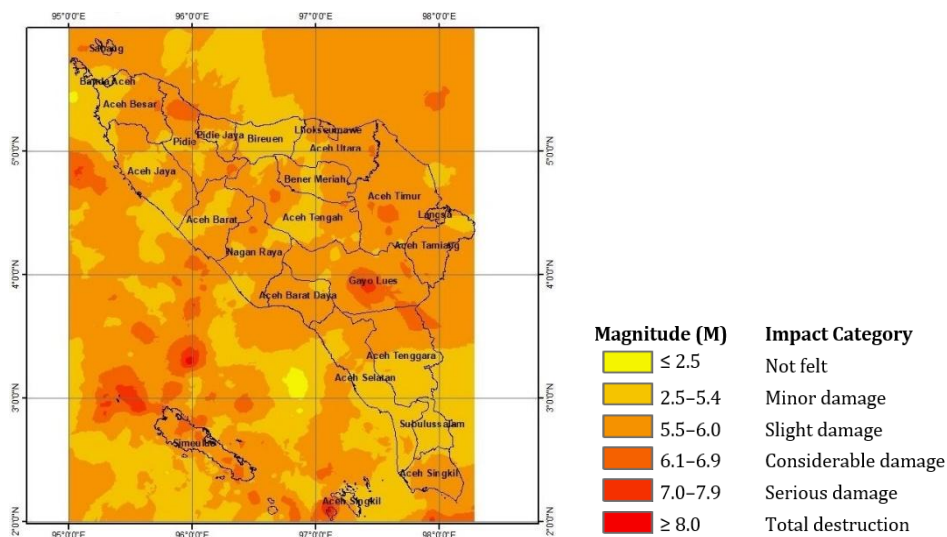 95°0'0"E 96°0'0"E 97°0'0"E 98°0'0"E
Sabang
Banda Aceh
Aceh Besar
Pidie
Pidie Jaya
Bireuen
Lhokseumawe
Aceh Utara
5°0'0"N 5°0'0"N
Aceh Jaya
Bener Meriah
Aceh Timur
Aceh Barat
Aceh Tengah
Langsa
Nagan Raya
Aceh Tamiang
4°0'0"N 4°0'0"N
Gayo Lues
Aceh Barat Daya
Aceh Tenggara
Aceh Selatan
3°0'0"N 3°0'0"N
Simeulue
Subulussalam
Aceh Singkil
Aceh Singkil
2°0'0"N 2°0'0"N
95°0'0"E 96°0'0"E 97°0'0"E 98°0'0"E
Magnitude (M) Impact Category
≤ 2.5 Not felt
2.5–5.4 Minor damage
5.5–6.0 Slight damage
6.1–6.9 Considerable damage
7.0–7.9 Serious damage
≥ 8.0 Total destruction